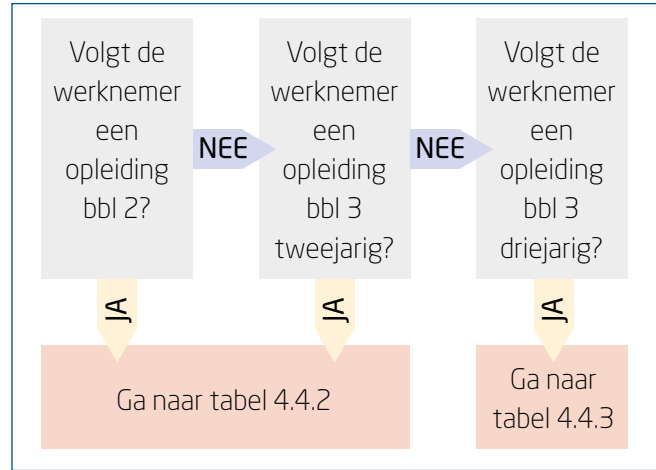 Volgt de
werknemer
een
opleiding
bbl 2?
NEE
Volgt de
werknemer
een
opleiding
bbl 3
tweejarig?
NEE
Volgt de
werknemer
een
opleiding
bbl 3
driejarig?
JA
JA
JA
Ga naar tabel 4.4.2
Ga naar
tabel 4.4.3